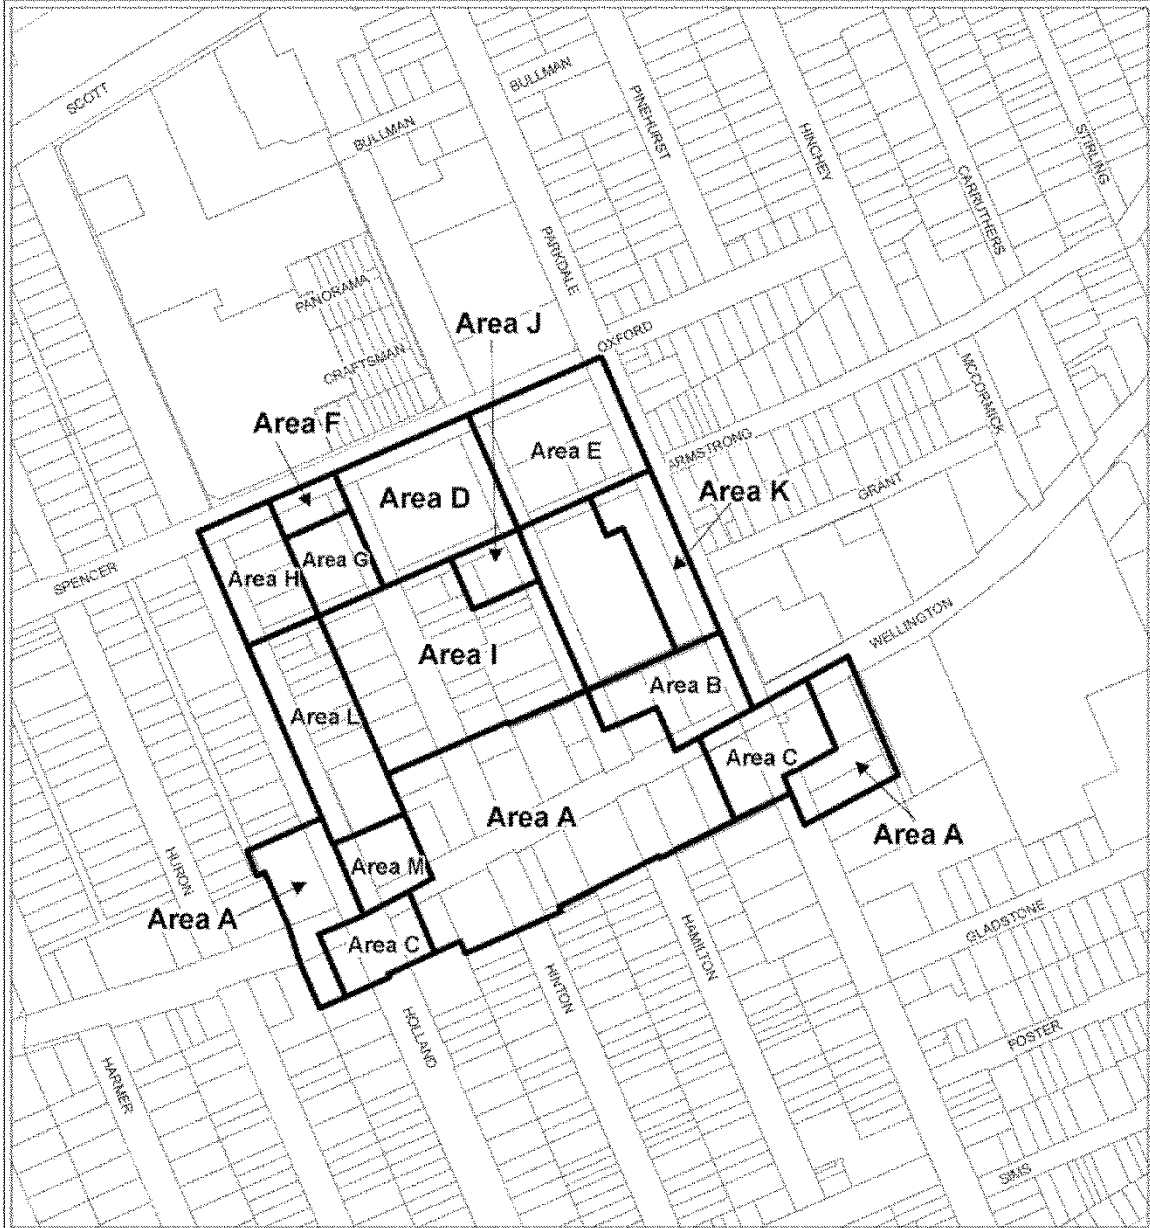 SCOTT
BULLMAN
BULLMAN
PINEHURST
HINCHEY
STIRLING
CARRUTHERS
PARKDALE
PANORAMA
CRAFTSMAN
OXFORD
Area J
MCCORMICK
Area F
Area E
ARMSTRONG
Area D
Area K
GRANT
Area G
Area H
SPENCER
WELLINGTON
Area I
Area B
Area L
Area C
Area A
Area A
Area M
HURON
Area A
Area C
HAMILTON
GLADSTONE
HINTON
HOLLAND
FOSTER
HARMER
SIMS